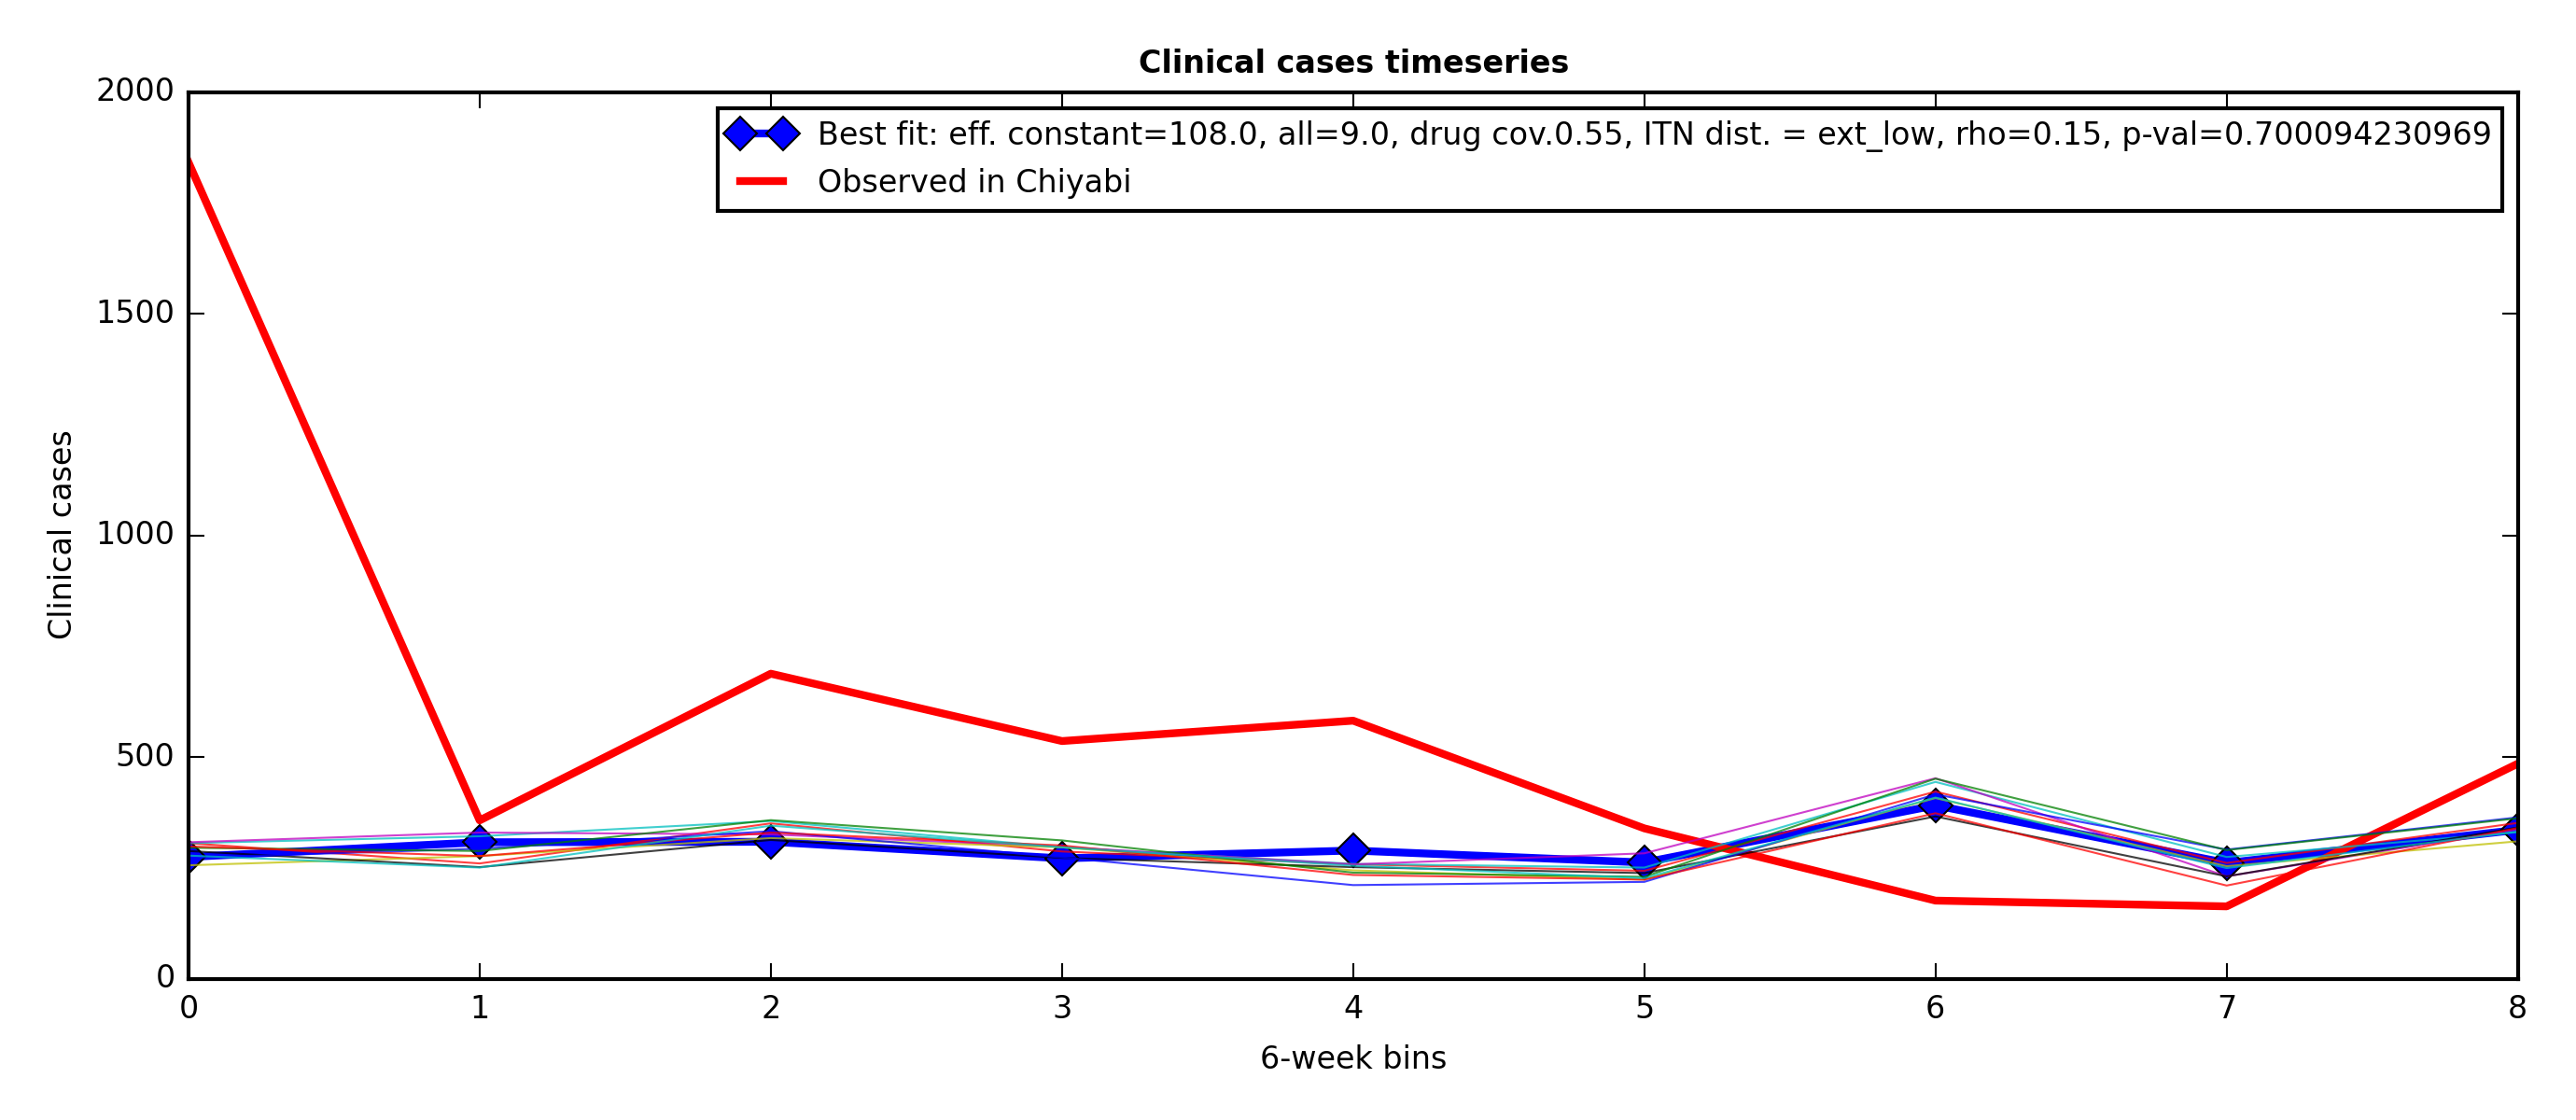 Clinical cases timeseries
2000
1500
1000
500
0
Clinical cases
Best fit: eff. constant=108.0, all=9.0, drug cov.0.55, ITN dist. = ext_low, rho=0.15, p-val=0.700094230969
Observed in Chiyabi
0 1 2 3 4 5 6 7 8
6-week bins